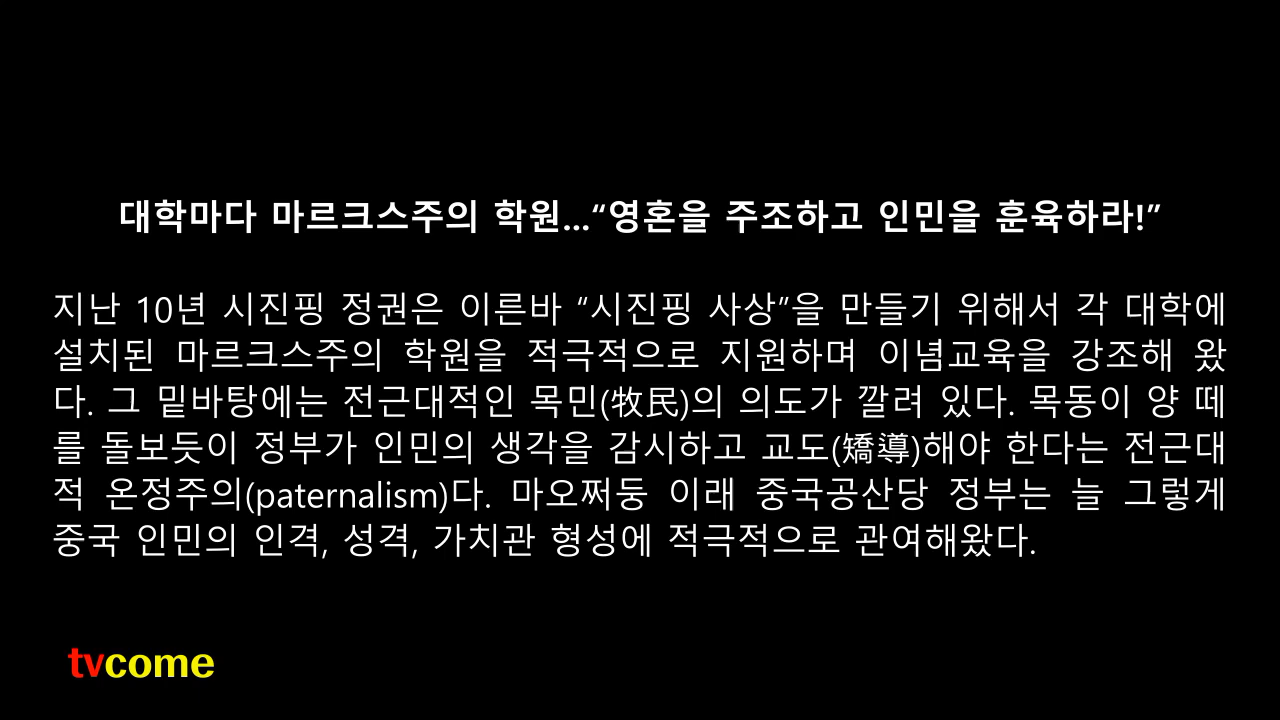 대학마다 마르크스주의 학원...“영혼을 주조하고 인민을 훈육하라!”
지난 10년 시진핑 정권은 이른바 “시진핑 사상”을 만들기 위해서 각 대학에
설치된 마르크스주의 학원을 적극적으로 지원하며 이념교육을 강조해 왔
다. 그 밑바탕에는 전근대적인 목민(牧民)의 의도가 깔려 있다. 목동이 양 떼
를 돌보듯이 정부가 인민의 생각을 감시하고 교도(矯導)해야 한다는 전근대
적 온정주의(paternalism)다. 마오쩌둥 이래 중국공산당 정부는 늘 그렇게
중국 인민의 인격, 성격, 가치관 형성에 적극적으로 관여해왔다.
tvcome